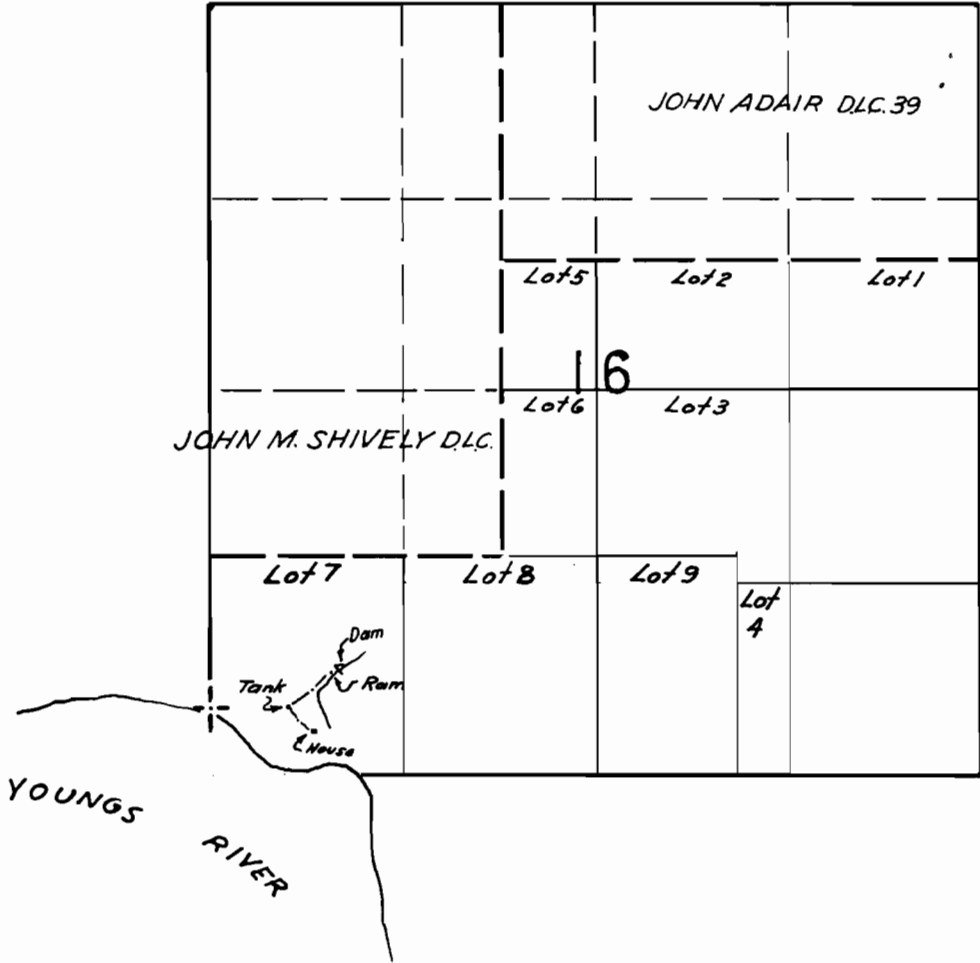 JOHN ADAIR D.L.C. 39
Lot 5 Lot 2 Lot 1
16
Lot 6 Lot 3
JOHN M. SHIVELY D.L.C.
Lot 7 Lot 8 Lot 9
Lot
4
Dam
Tank Ram
House
YOUNGS
RIVER